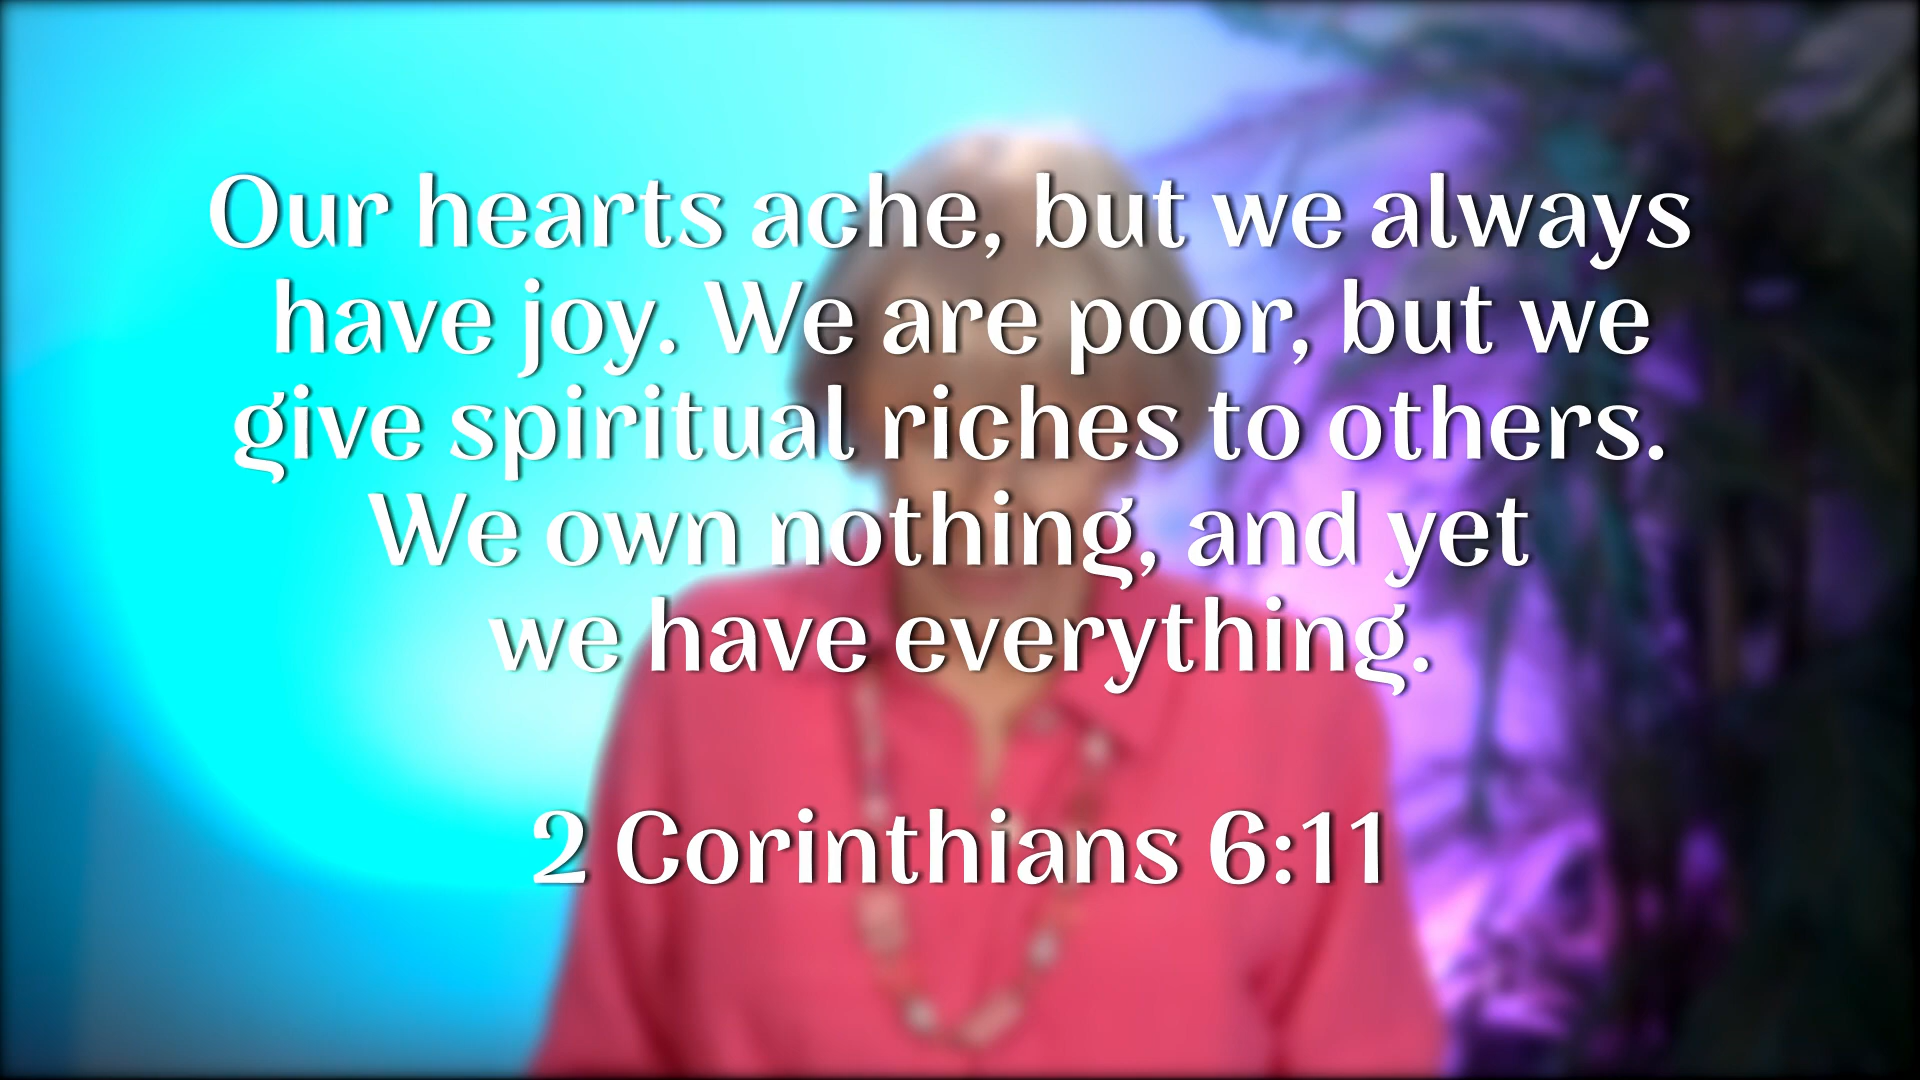 Our hearts ache, but we always
have joy. We are poor, but we
give spiritual riches to others.
We own nothing, and yet
we have everything.
2 Corinthians 6:11